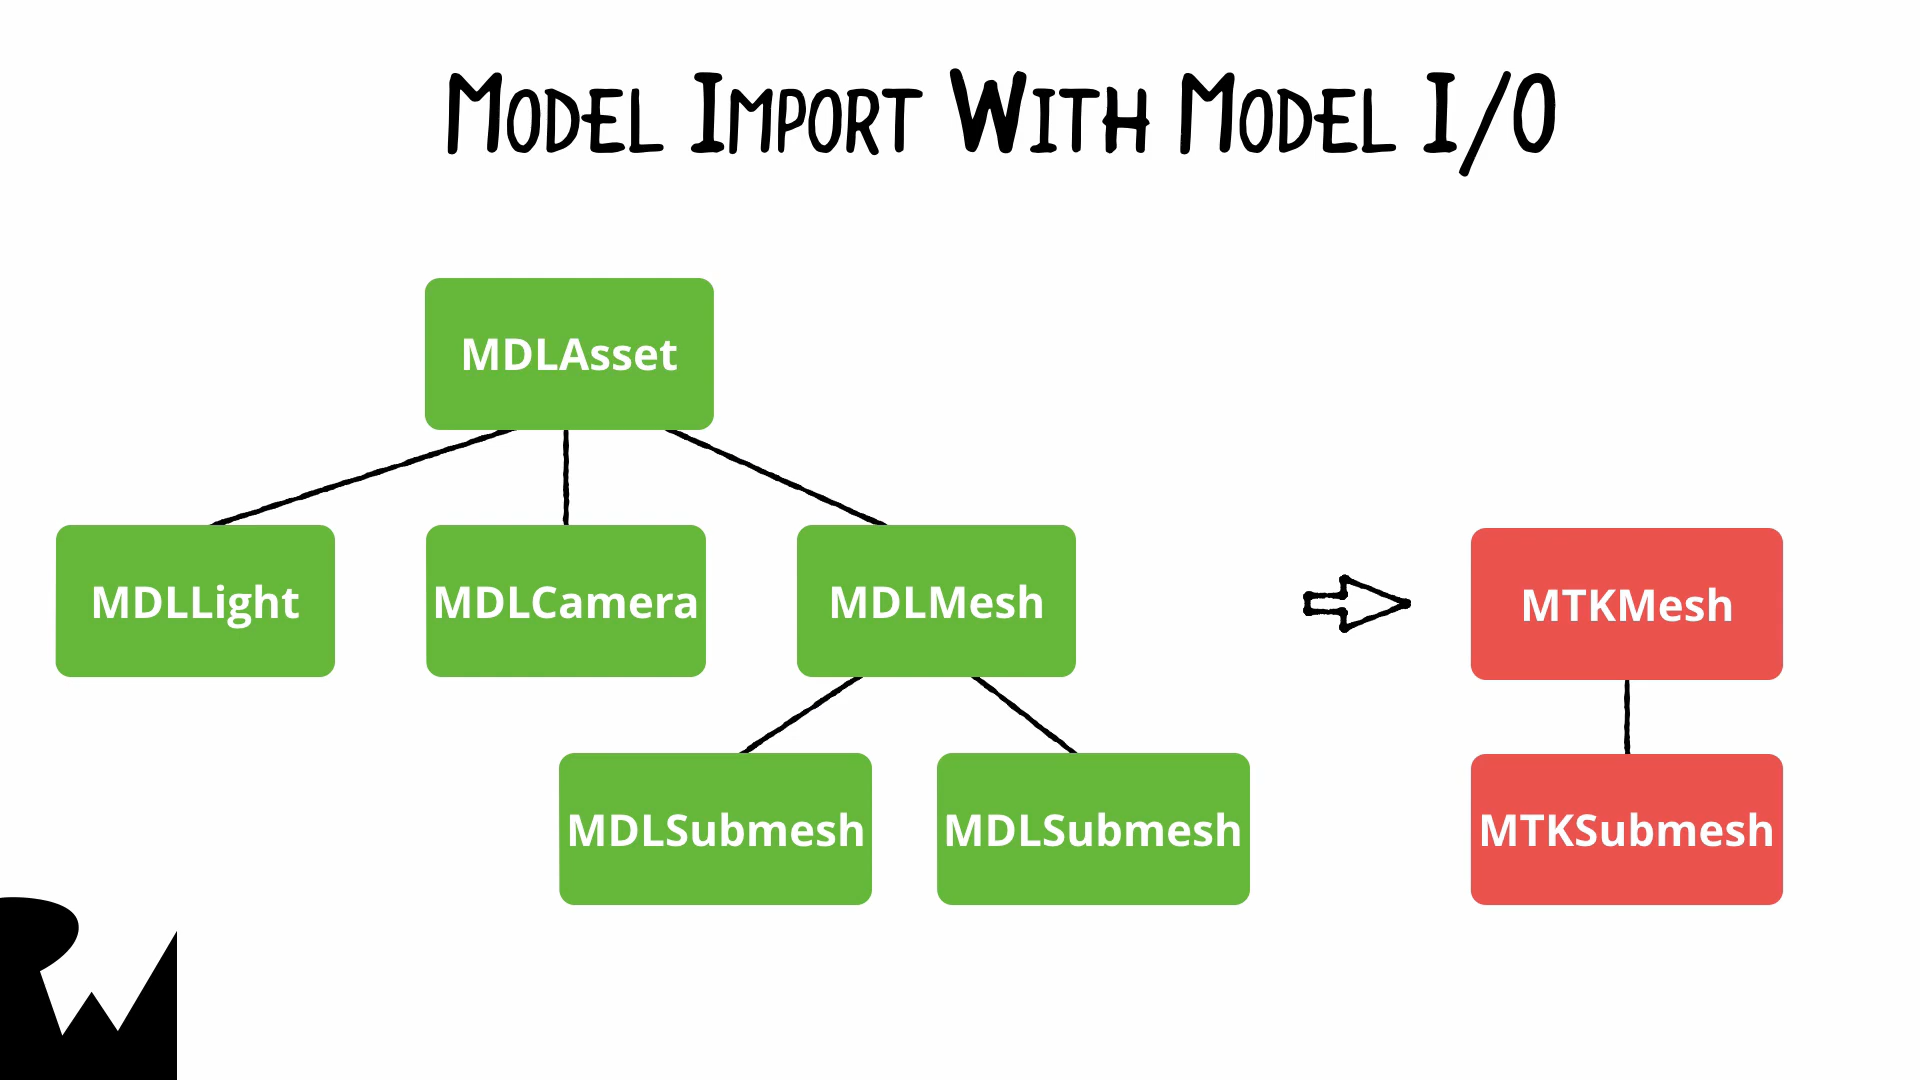 Model Import With Model I/O
MDLAsset
MDLLight
MDLCamera
MDLMesh
MTKMesh
MDLSubmesh
MDLSubmesh
MTKSubmesh